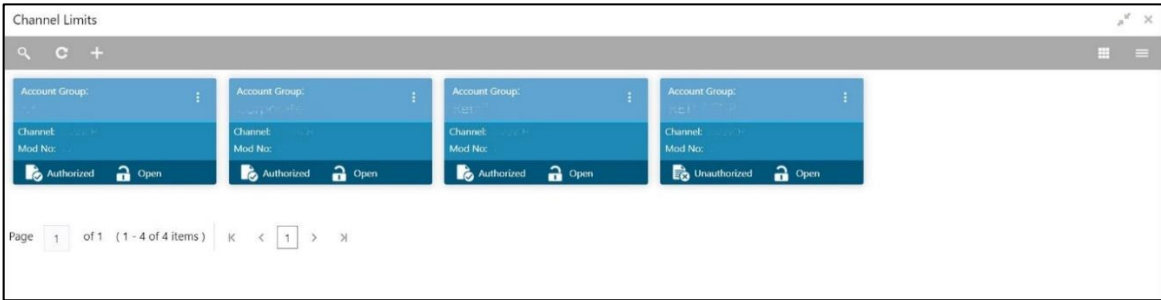 Channel Limits
Account Group:
Channel:
Mod No:
Authorized Open
Account Group:
Channel:
Mod No:
Authorized Open
Account Group:
Channel:
Mod No:
Authorized Open
Account Group:
Channel:
Mod No:
Unauthorized Open
Page 1 of 1 ( 1 - 4 of 4 items ) 1